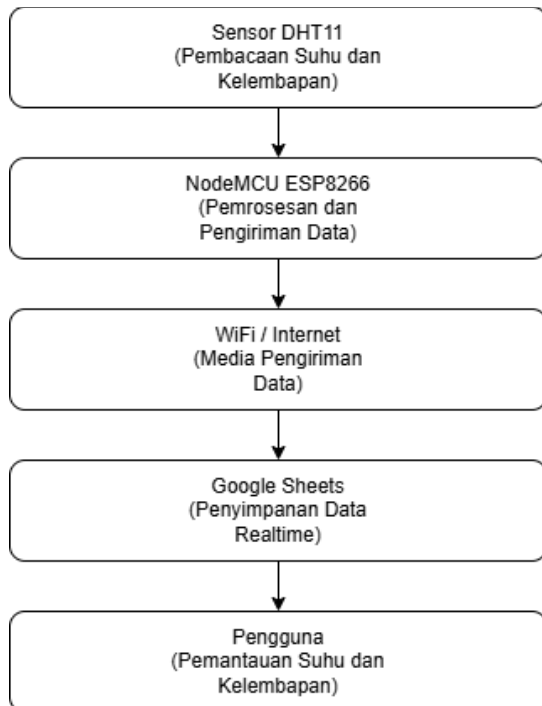 Sensor DHT11
(Pembacaan Suhu dan
Kelembapan)
NodeMCU ESP8266
(Pemrosesan dan
Pengiriman Data)
WiFi / Internet
(Media Pengiriman
Data)
Google Sheets
(Penyimpanan Data
Realtime)
Pengguna
(Pemantauan Suhu dan
Kelembapan)